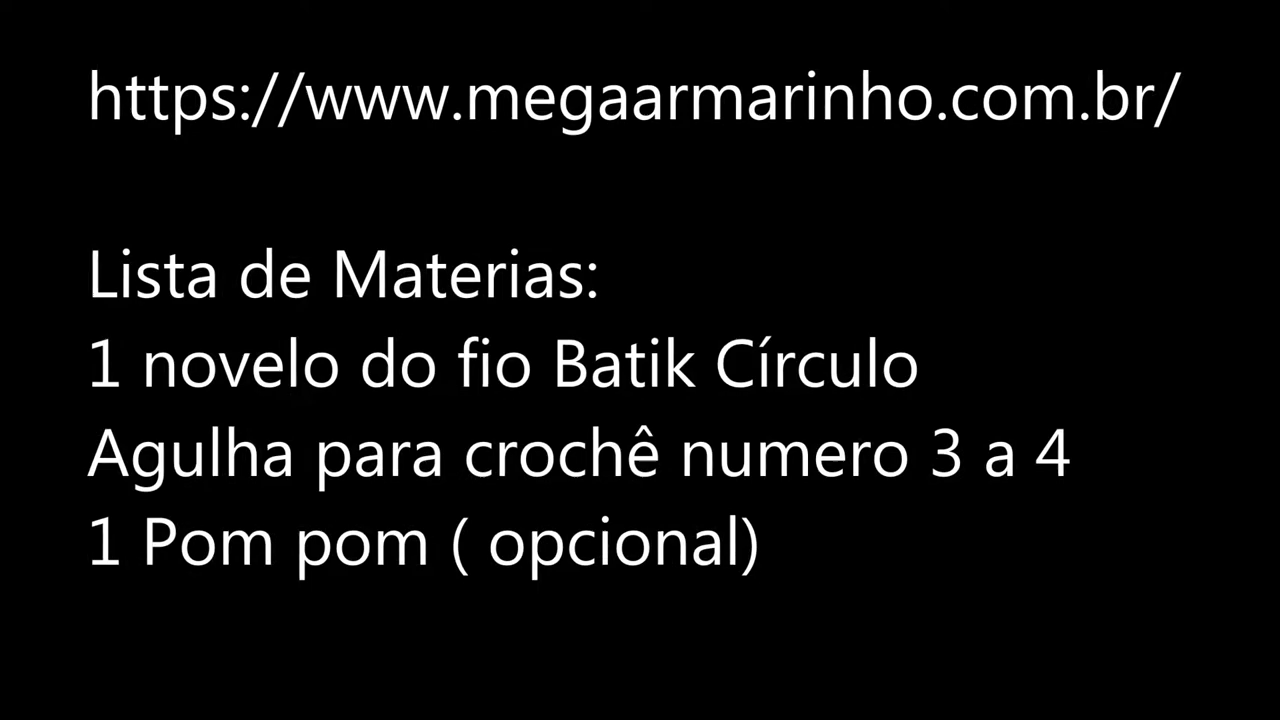 https://www.megaarmarinho.com.br/
Lista de Materias:
1 novelo do fio Batik Círculo
Agulha para crochê numero 3 a 4
1 Pom pom ( opcional)